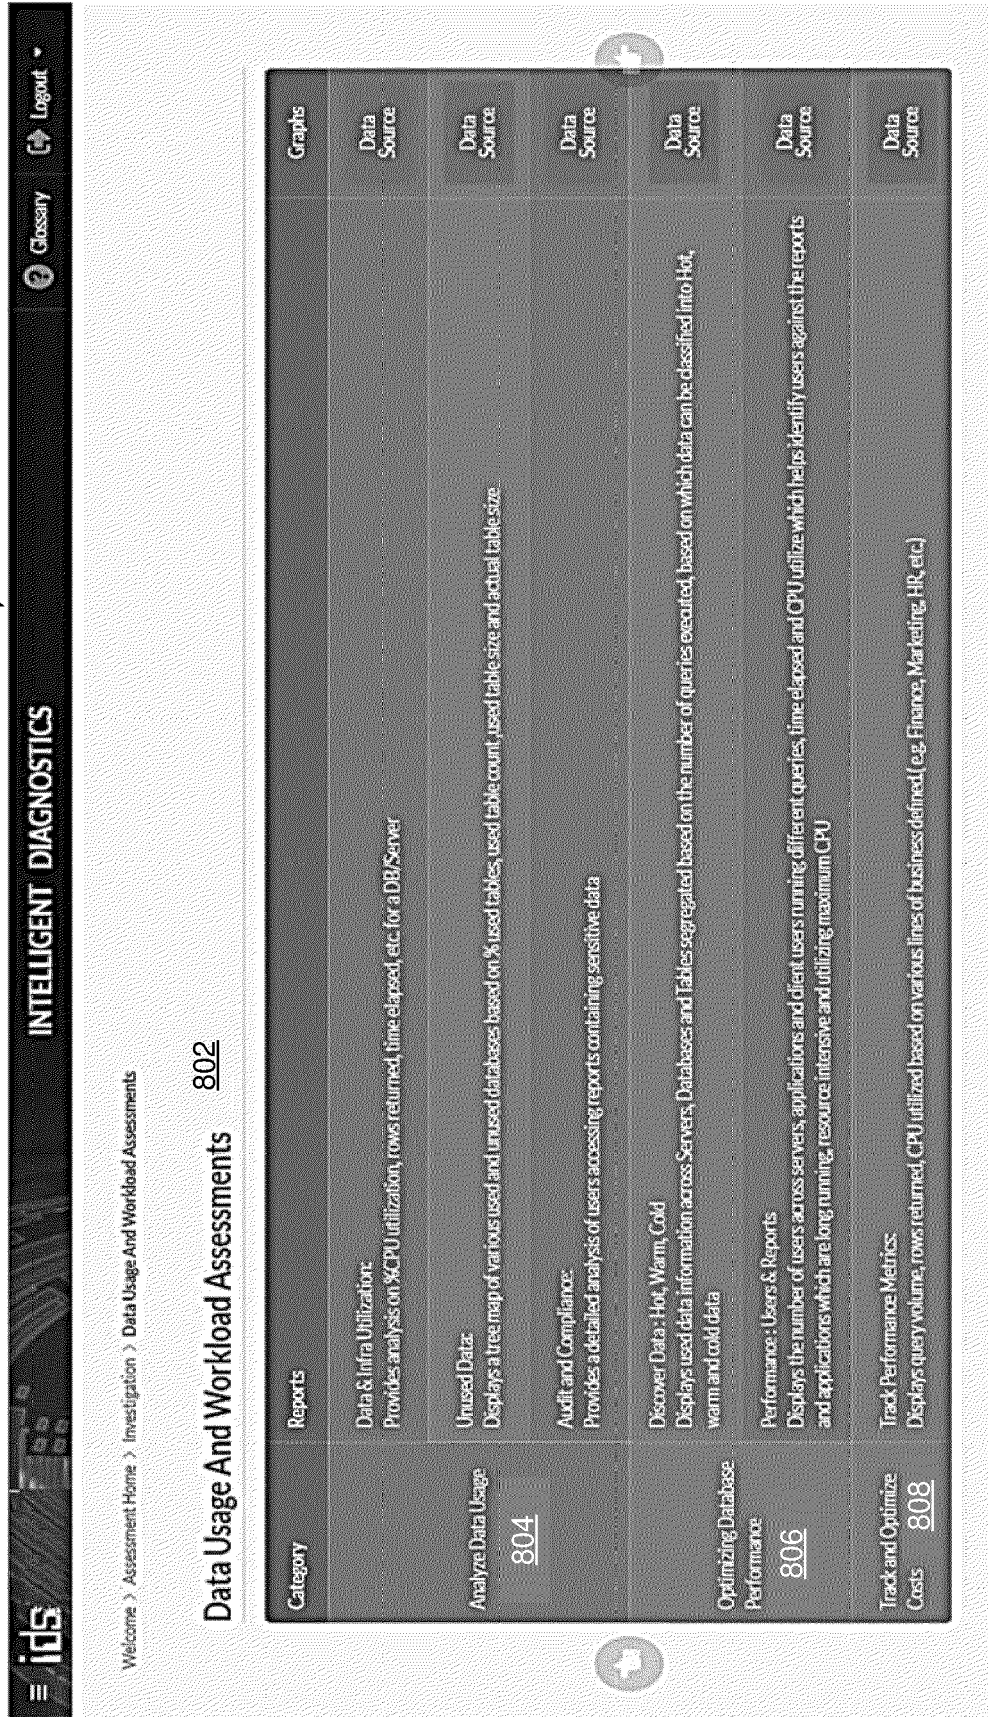 ids
INTELLIGENT DIAGNOSTICS
Glossary
Logout
Welcome > Assessment Home > Investigation > Data Usage And Workload Assessments
Data Usage And Workload Assessments
802
Category
Reports
Graphs
Analyze Data Usage
804
Data & Infra Utilization:
Provides analysis on %CPU utilization, rows returned, time elapsed, etc. for a DB/Server
Data
Source
Unused Data:
Displays a tree map of various used and unused databases based on % used tables, used table count ,used table size and actual table size
Data
Source
Audit and Compliance:
Provides a detailed analysis of users accessing reports containing sensitive data
Data
Source
Optimizing Database
Performance
806
Discover Data : Hot, Warm, Cold
Displays used data information across Servers, Databases and Tables segregated based on the number of queries executed, based on which data can be classified into Hot,
warm and cold data
Data
Source
Performance : Users & Reports
Displays the number of users across servers, applications and client users running different queries, time elapsed and CPU utilize which helps identify users against the reports
and applications which are long running, resource intensive and utilizing maximum CPU
Data
Source
Track and Optimize
Costs
808
Track Performance Metrics:
Displays query volume, rows returned, CPU utilized based on various lines of business defined.( e.g. Finance, Marketing, HR, etc.)
Data
Source